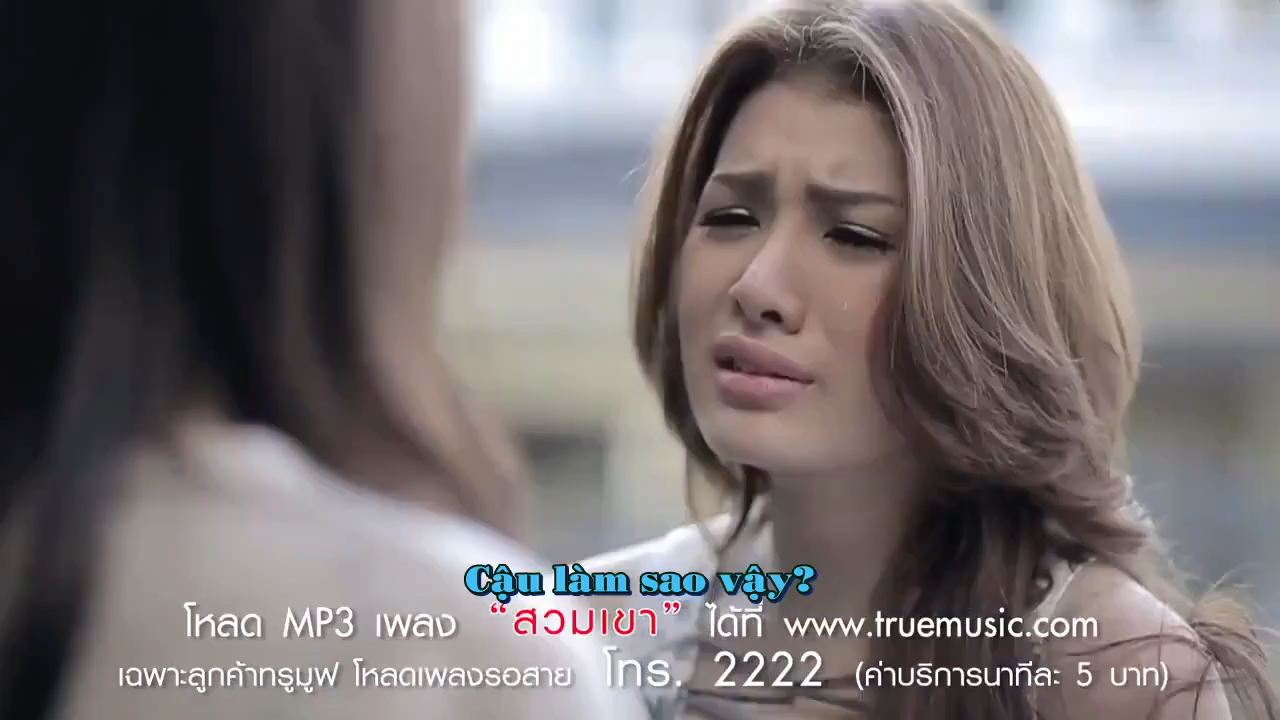 Cậu làm sao vậy?
โหลด MP3 เพลง “สวมเขา” ได้ที่ www.truemusic.com
เฉพาะลูกค้าทรูมูฟ โหลดเพลงรอสาย โทร. 2222 (ค่าบริการนาทีละ 5 บาท)